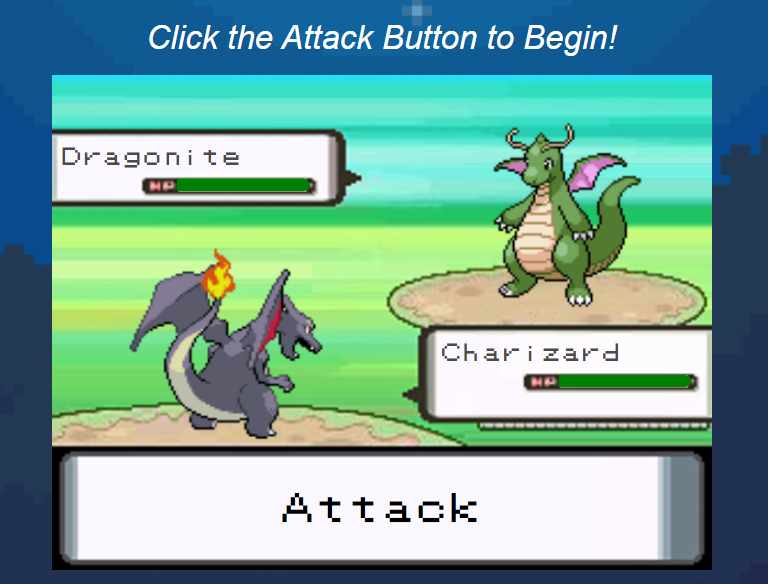 Click the Attack Button to Begin!
Dragonite
HP
Charizard
HP
Attack